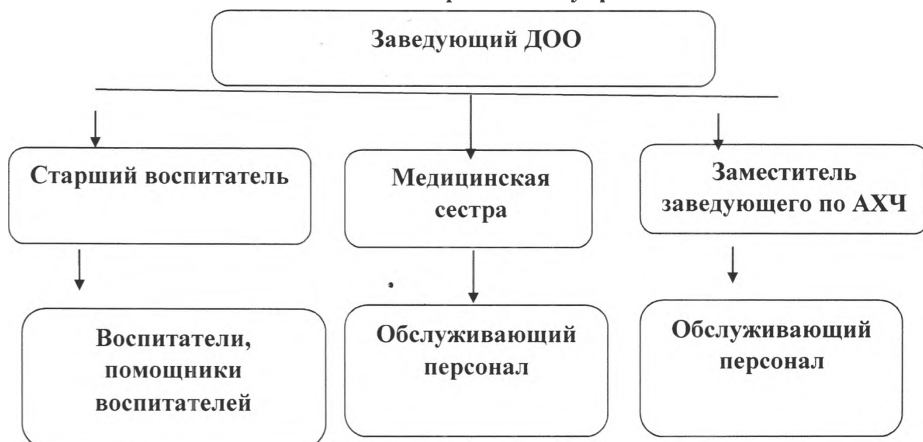 Заведующий ДОО
Старший воспитатель
Медицинская
сестра
Заместитель
заведующего по АХЧ
Воспитатели,
помощники
воспитателей
Обслуживающий
персонал
Обслуживающий
персонал